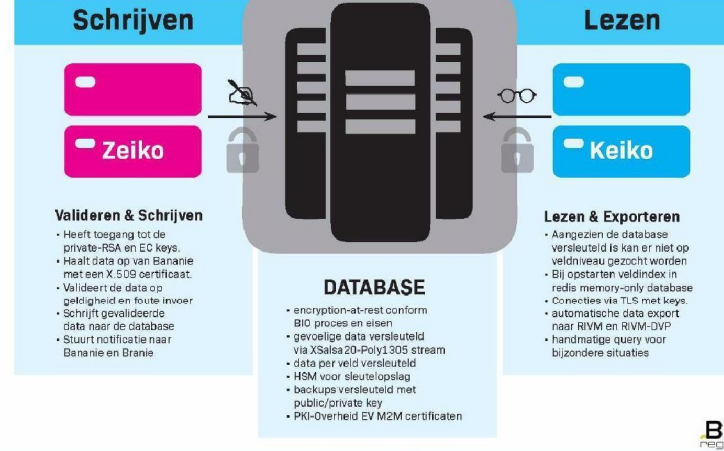 Schrijven
Lezen
Zeiko
Keiko
Valideren & Schrijven
• Heeft toegang tot de
private-RSA en EC keys.
• Haalt data op van Bananie
met een X.509 certificaat.
• Valideert de data op
geldigheid en foute invoer
• Schrijft gevalideerde
data naar de database
• Stuurt notificatie naar
Bananie en Branie
DATABASE
• encryption-at-rest conform
BIO proces en eisen
• gevoelige data versleuteld
via XSalsa20-Poly1305 stream
• data per veld versleuteld
• HSM voor sleutelopslag
• backups versleuteld met
public/private key
• PKI-Overheid EV M2M certificaten
Lezen & Exporteren
• Aangezien de database
versleuteld is kan er niet op
veldniveau gezocht worden
• Bij opstarten veldindex in
redis memory-only database
• Conecties via TLS met keys.
• automatische data export
naar RIVM en RIVM-DVP
• handmatige query voor
bijzondere situaties
B
reg